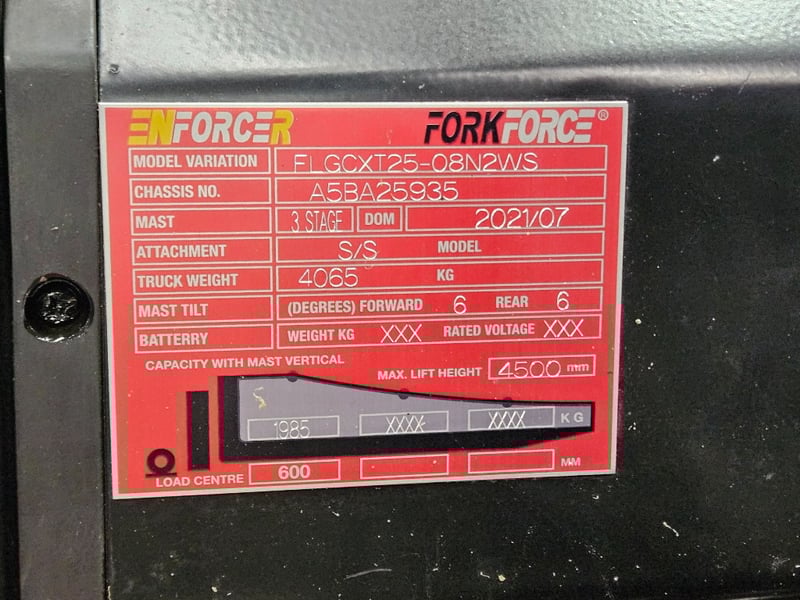 ENFORCER FORKFORCE®
MODEL VARIATION FLGCXT25-08N2WS
CHASSIS NO. A5BA25935
MAST 3 STAGE DOM 2021/07
ATTACHMENT S/S MODEL
TRUCK WEIGHT 4065 KG
MAST TILT (DEGREES) FORWARD 6 REAR 6
BATTERRY WEIGHT KG XXX RATED VOLTAGE XXX
CAPACITY WITH MAST VERTICAL
MAX. LIFT HEIGHT 4500 mm
1985 XXXX XXXX KG
LOAD CENTRE 600 MM